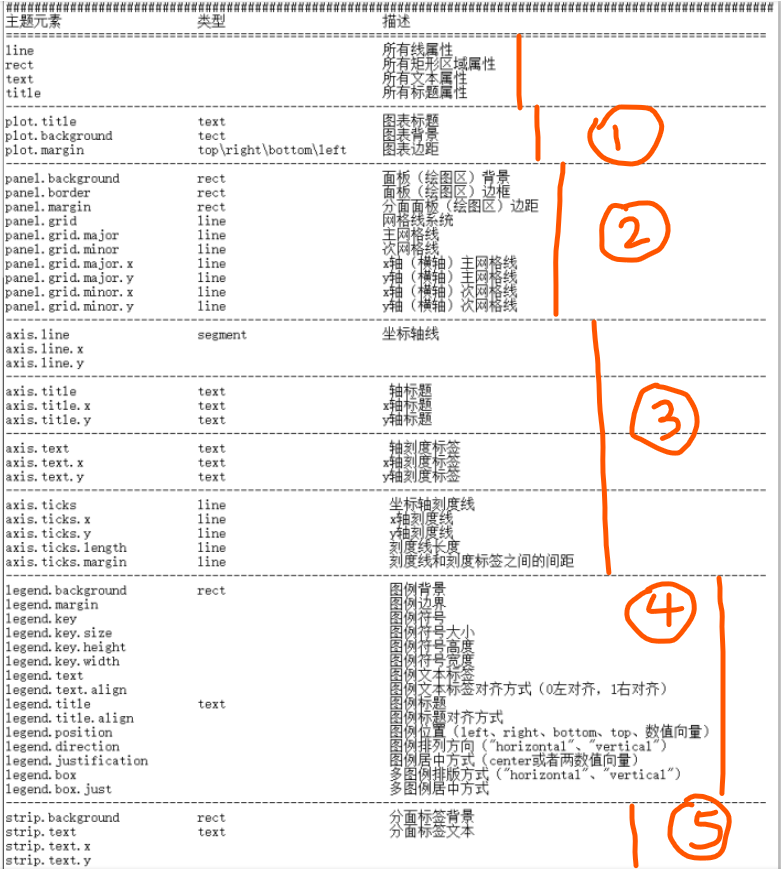 ################################################################################
主题元素 类型 描述
================================================================================
line 所有线属性
rect 所有矩形区域属性
text 所有文本属性
title 所有标题属性
--------------------------------------------------------------------------------
plot.title text 图表标题
plot.background tect 图表背景 ①
plot.margin top\right\bottom\left 图表边距
--------------------------------------------------------------------------------
panel.background rect 面板（绘图区）背景
panel.border rect 面板（绘图区）边框
panel.margin rect 分面面板（绘图区）边距
panel.grid line 网格线系统
panel.grid.major line 主网格线 ②
panel.grid.minor line 次网格线
panel.grid.major.x line x轴（横轴）主网格线
panel.grid.major.y line y轴（横轴）主网格线
panel.grid.minor.x line x轴（横轴）次网格线
panel.grid.minor.y line y轴（横轴）次网格线
--------------------------------------------------------------------------------
axis.line segment 坐标轴线
axis.line.x
axis.line.y
--------------------------------------------------------------------------------
axis.title text 轴标题
axis.title.x text x轴标题
axis.title.y text y轴标题 ③
--------------------------------------------------------------------------------
axis.text text 轴刻度标签
axis.text.x text x轴刻度标签
axis.text.y text y轴刻度标签
--------------------------------------------------------------------------------
axis.ticks line 坐标轴刻度线
axis.ticks.x line x轴刻度线
axis.ticks.y line y轴刻度线
axis.ticks.length line 刻度线长度
axis.ticks.margin line 刻度线和刻度标签之间的间距
--------------------------------------------------------------------------------
legend.background rect 图例背景
legend.margin 图例边界 ④
legend.key 图例符号
legend.key.size 图例符号大小
legend.key.height 图例符号高度
legend.key.width 图例符号宽度
legend.text 图例文本标签
legend.text.align 图例文本标签对齐方式（0左对齐，1右对齐）
legend.title text 图例标题
legend.title.align 图例标题对齐方式
legend.position 图例位置（left、right、bottom、top、数值向量）
legend.direction 图例排列方向（"horizontal"、"vertical"）
legend.justification 图例居中方式（center或者两数值向量）
legend.box 多图例排版方式（"horizontal"、"vertical"）
legend.box.just 多图例居中方式
--------------------------------------------------------------------------------
strip.background rect 分面标签背景
strip.text text 分面标签文本 ⑤
strip.text.x
strip.text.y